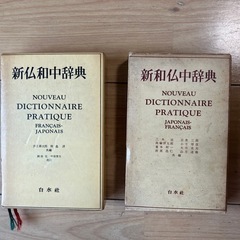 新仏和中辞典
NOUVEAU
DICTIONNAIRE
PRATIQUE
FRANÇAIS-
JAPONAIS
白水社
新和仏中辞典
NOUVEAU
DICTIONNAIRE
PRATIQUE
JAPONAIS-
FRANÇAIS
白水社